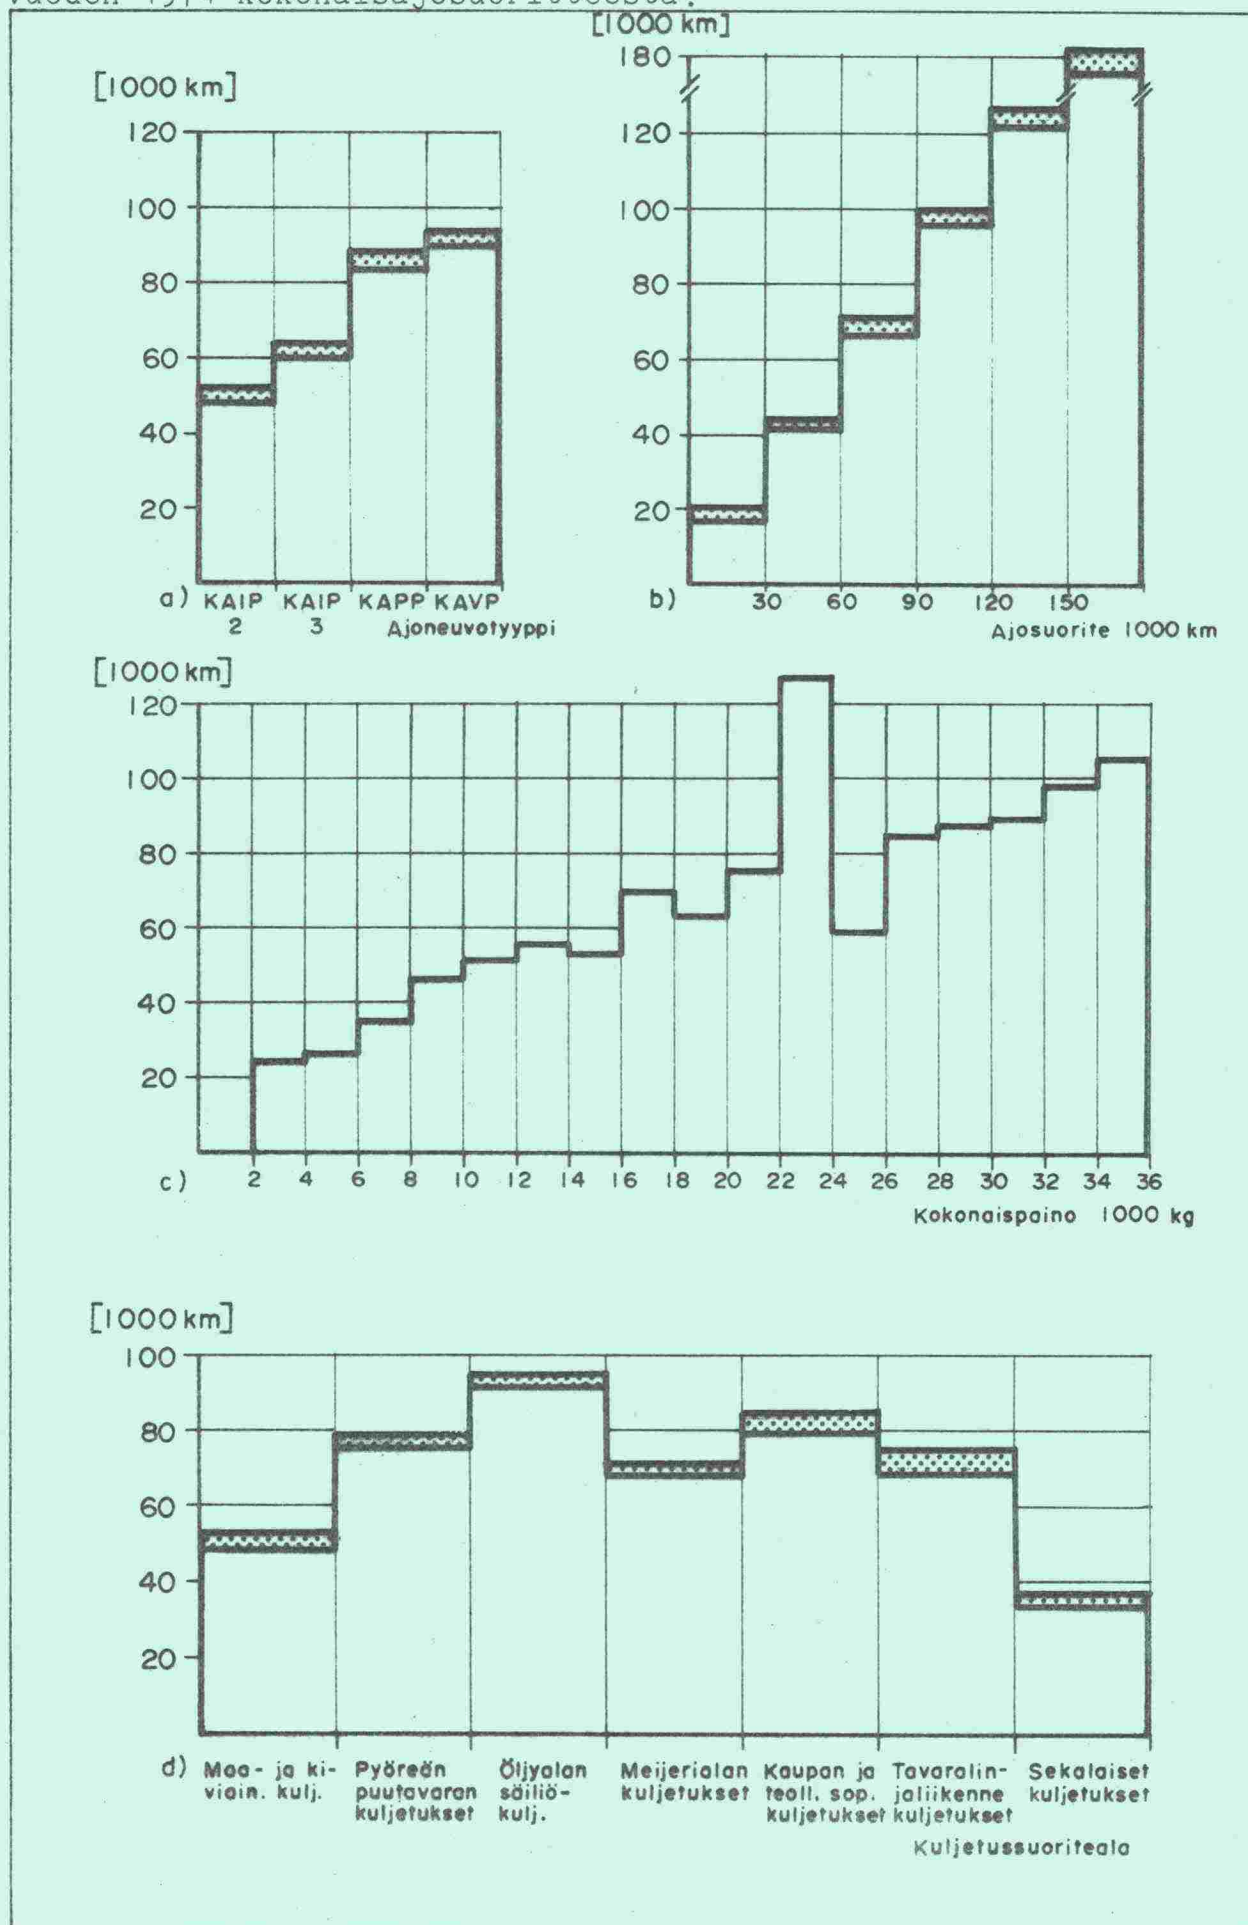 [1000 km]
120
100
80
60
40
20
a) KAIP KAIP KAPP KAVP
2 3 Ajoneuvotyyppi
[1000 km]
180
120
100
80
60
40
20
b) 30 60 90 120 150
Ajosuorite 1000 km
[1000 km]
120
100
80
60
40
20
c) 2 4 6 8 10 12 14 16 18 20 22 24 26 28 30 32 34 36
Kokonaispaino 1000 kg
[1000 km]
100
80
60
40
20
d) Maa- ja ki-
viain. kulj.
Pyöreän
puutavaran
kuljetukset
Öljyalan
säiliö-
kulj.
Meijerialan
kuljetukset
Kaupan ja
teoll. sop.
kuljetukset
Tavaralin-
jaliikenne
kuljetukset
Sekalaiset
kuljetukset
Kuljetussuoriteala